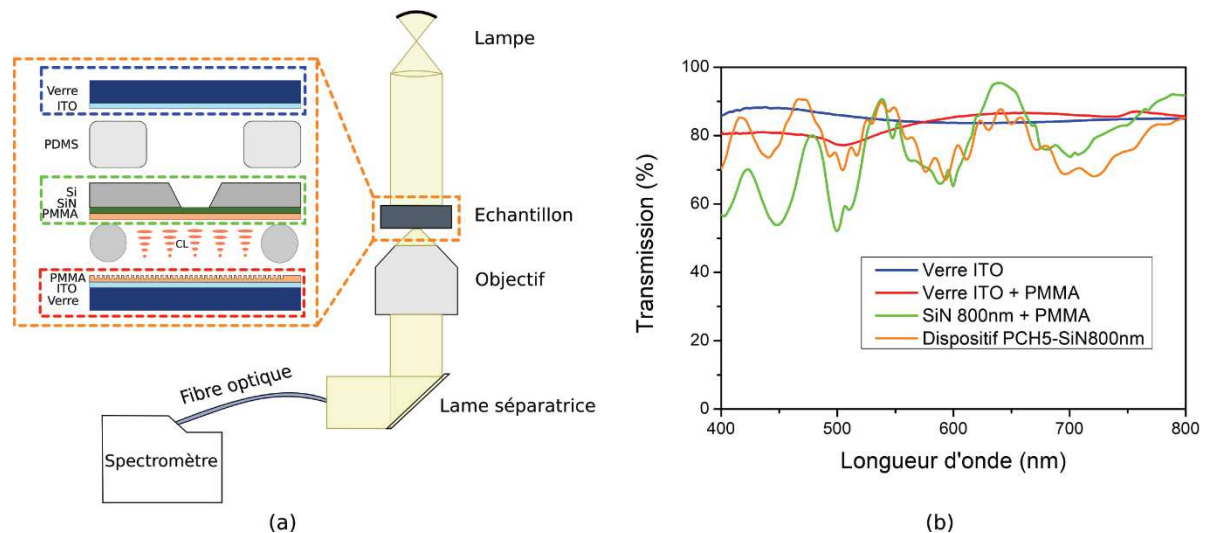 Lampe
Verre
ITO
PDMS
Si
SiN
PMMA
CL
PMMA
ITO
Verre
Echantillon
Objectif
Fibre optique
Lame séparatrice
Spectromètre
(a)
Transmission (%)
100
80
60
40
20
0
Verre ITO
Verre ITO + PMMA
SiN 800nm + PMMA
Dispositif PCH5-SiN800nm
400 500 600 700 800
Longueur d'onde (nm)
(b)